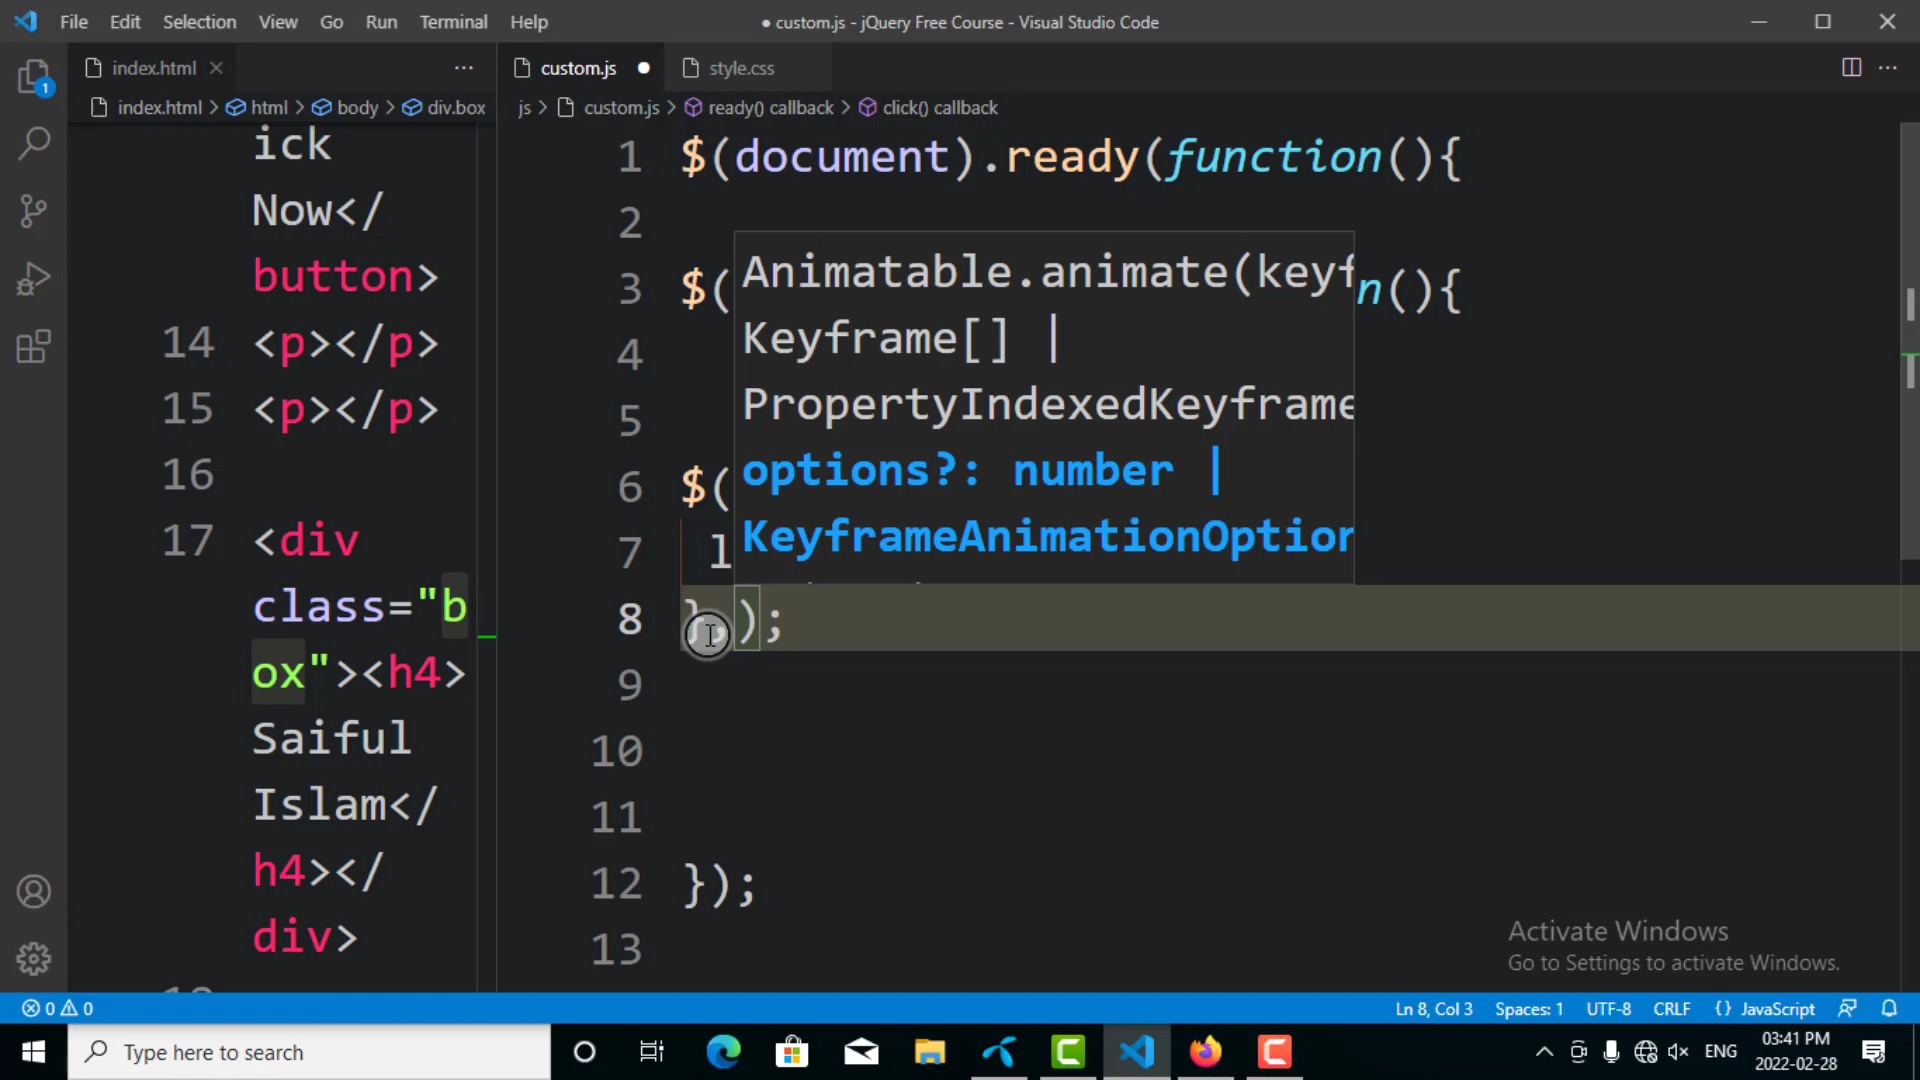 File Edit Selection View Go Run Terminal Help
● custom.js - jQuery Free Course - Visual Studio Code
index.html
custom.js
style.css
index.html > html > body > div.box
js > custom.js > ready() callback > click() callback
1
ick
Now</
button>
14 <p></p>
15 <p></p>
16
17 <div
class="b
ox"><h4>
Saiful
Islam</
h4></
div>
1 $(document).ready(function(){
2
3 $( n(){
4
5
6 $(
7 l
8 },);
9
10
11
12 });
13
Animatable.animate(keyf
Keyframe[] |
PropertyIndexedKeyframe
options?: number |
KeyframeAnimationOption
Activate Windows
Go to Settings to activate Windows.
0 0
Ln 8, Col 3 Spaces: 1 UTF-8 CRLF {} JavaScript
Type here to search
ENG
03:41 PM
2022-02-28